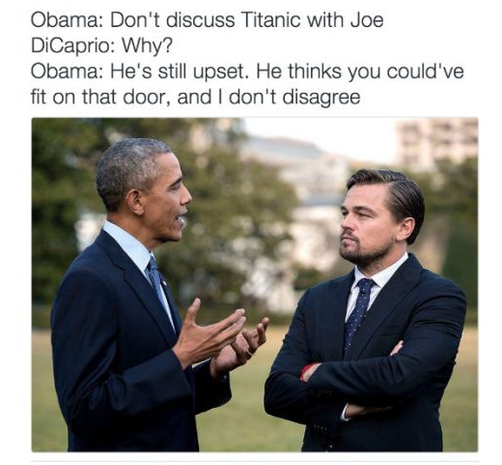 Obama: Don't discuss Titanic with Joe
DiCaprio: Why?
Obama: He's still upset. He thinks you could've
fit on that door, and I don't disagree